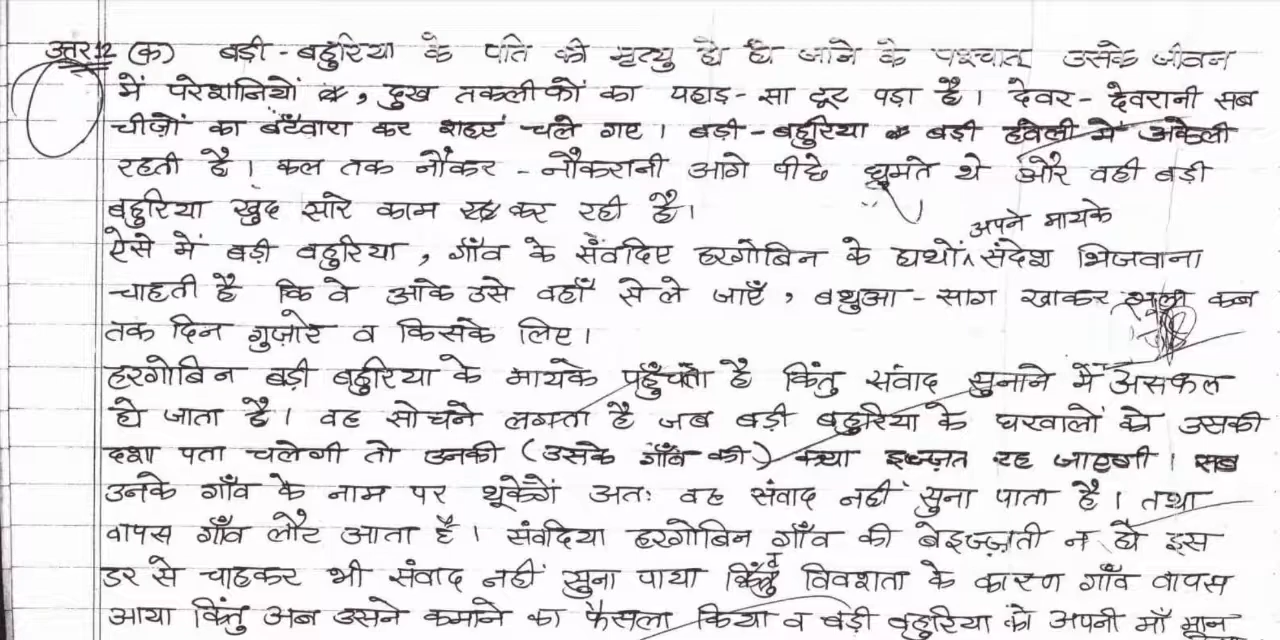 उत्तर12 (क) बड़ी-बहुरिया के पति की मृत्यु हो हो जाने के पश्चात उसके जीवन
में परेशानियों, दुख तकलीफों का पहाड़-सा टूट पड़ा है। देवर-देवरानी सब
चीज़ों का बँटवारा कर शहर चले गए। बड़ी-बहुरिया बड़ी हवेली में अकेली
रहती है। कल तक नौकर-नौकरानी आगे पीछे घूमते थे और वही बड़ी
बहुरिया खुद सारे काम कर रही है।
अपने मायके
ऐसे में बड़ी बहुरिया, गाँव के संवदिए हरगोबिन के हाथों संदेश भिजवाना
चाहती है कि वे आके उसे वहाँ से ले जाएँ, बथुआ-साग खाकर भला कब
तक दिन गुज़ारे व किसके लिए।
हरगोबिन बड़ी बहुरिया के मायके पहुँचता है किंतु संवाद सुनाने में असफल
हो जाता है। वह सोचने लगता है जब बड़ी बहुरिया के घरवालों को उसकी
दशा पता चलेगी तो उनकी (उसके गाँव की) क्या इज्ज़त रह जाएगी। सब
उनके गाँव के नाम पर थूकेगें अतः वह संवाद नहीं सुना पाता है। तथा
वापस गाँव लौट आता है। संवदिया हरगोबिन गाँव की बेइज्ज़ती न हो इस
डर से चाहकर भी संवाद नहीं सुना पाया किंतु विवशता के कारण गाँव वापस
आया किंतु अब उसने कमाने का फैसला किया व बड़ी बहुरिया को अपनी माँ मान